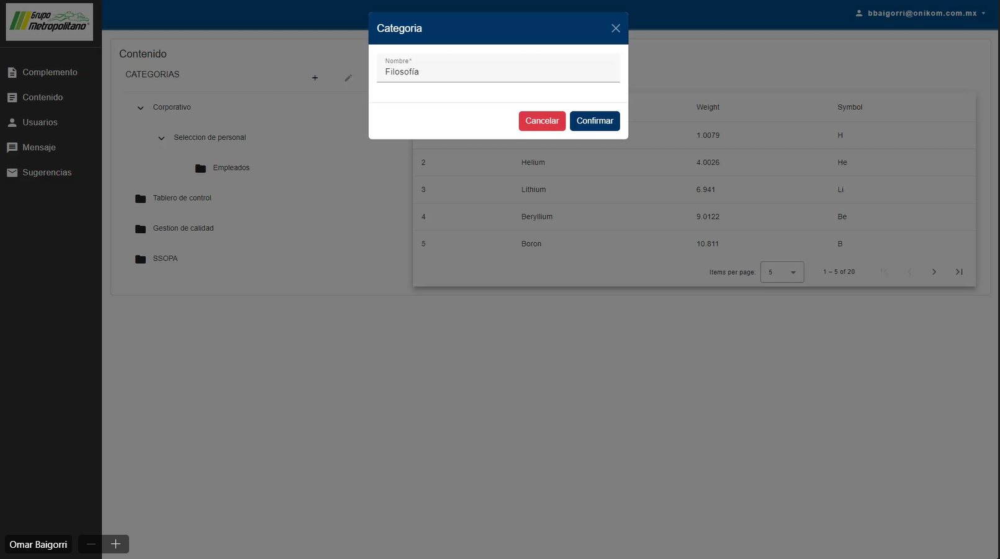 Grupo
Metropolitano
bbaigorri@onikom.com.mx
Complemento
Contenido
Usuarios
Mensaje
Sugerencias
Contenido
CATEGORIAS
Corporativo
Seleccion de personal
Empleados
Tablero de control
Gestion de calidad
SSOPA
Categoria
Nombre*
Filosofía
Cancelar
Confirmar
Weight Symbol
1.0079 H
2 Helium 4.0026 He
3 Lithium 6.941 Li
4 Beryllium 9.0122 Be
5 Boron 10.811 B
Items per page: 5 1 – 5 of 20
Omar Baigorri